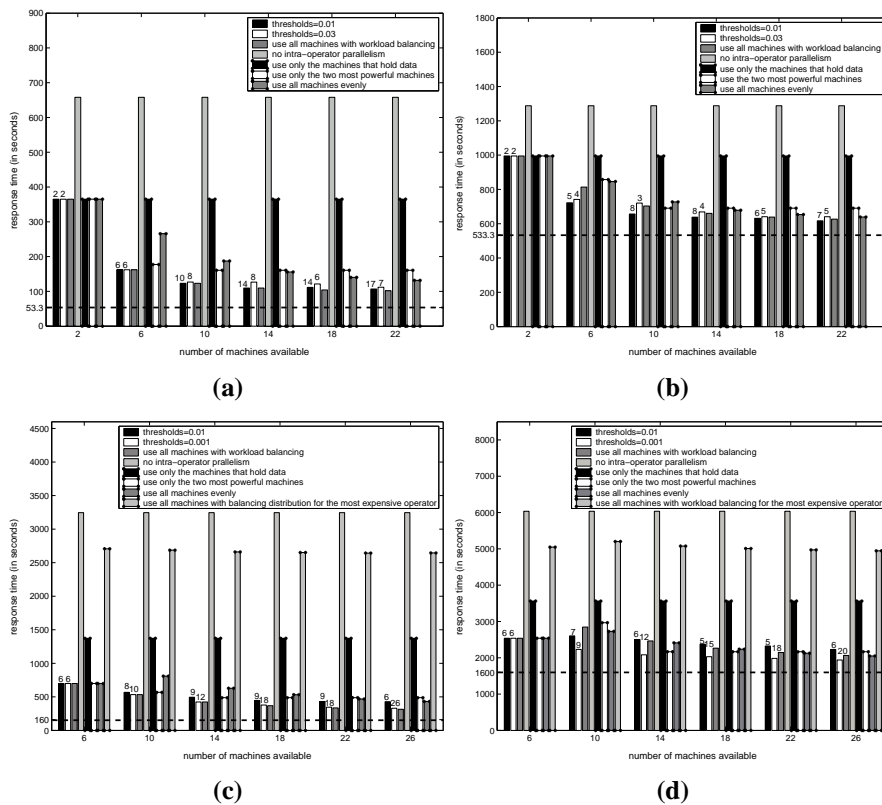 900
800
700
600
500
400
300
200
100
53.3
0
response time (in seconds)
thresholds=0.01
thresholds=0.03
use all machines with workload balancing
no intra−operator parallelism
use only the machines that hold data
use only the two most powerful machines
use all machines evenly
2 2
6 6
10 8
14 8
14 6
17 7
2 6 10 14 18 22
number of machines available
(a)
1800
1600
1400
1200
1000
800
600
533.3
400
200
0
response time (in seconds)
thresholds=0.01
thresholds=0.03
use all machines with workload balancing
no intra−operator parallelism
use only the machines that hold data
use the two most powerful machines
use all machines evenly
2 2
5 4
8 3
8 4
6 5
7 5
2 6 10 14 18 22
number of machines available
(b)
4500
4000
3500
3000
2500
2000
1500
1000
500
160
0
response time (in seconds)
thresholds=0.01
thresholds=0.001
use all machines with workload balancing
no intra−operator prallelism
use only the machines that hold data
use only the two most powerful machines
use all machines evenly
use all machines with balancing distribution for the most expensive operator
6 6
8 10
9 12
9 18
9 18
6 26
6 10 14 18 22 26
number of machines available
(c)
8000
7000
6000
5000
4000
3000
2000
1600
1000
0
response time (in seconds)
thresholds=0.01
thresholds=0.001
use all machines with workload balancing
no intra−operator parallelism
use only the machines that hold data
use only the two most powerful machines
use all machines evenly
use all machines with workload balancing for the most expensive operator
6 6
7 9
6 12
5 15
5 18
6 20
6 10 14 18 22 26
number of machines available
(d)